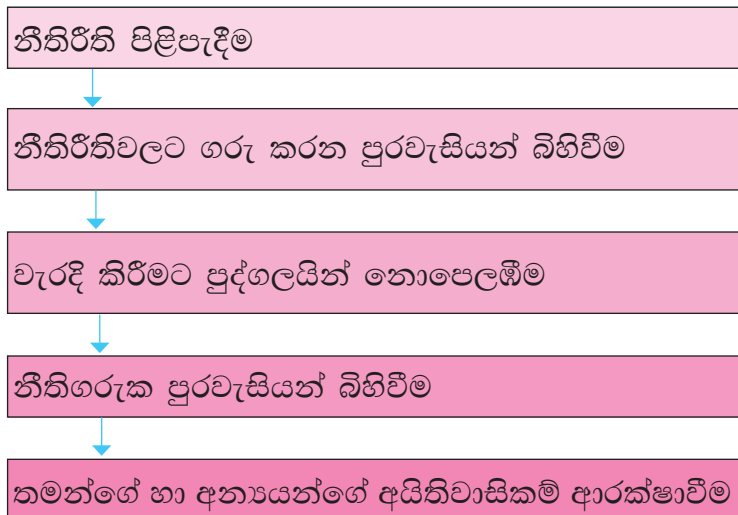 නීතිරීති පිළිපැදීම
නීතිරීතිවලට ගරු කරන පුරවැසියන් බිහිවීම
වැරදි කිරීමට පුද්ගලයින් නොපෙලඹීම
නීතිගරුක පුරවැසියන් බිහිවීම
තමන්ගේ හා අන්‍යයන්ගේ අයිතිවාසිකම් ආරක්ෂාවීම